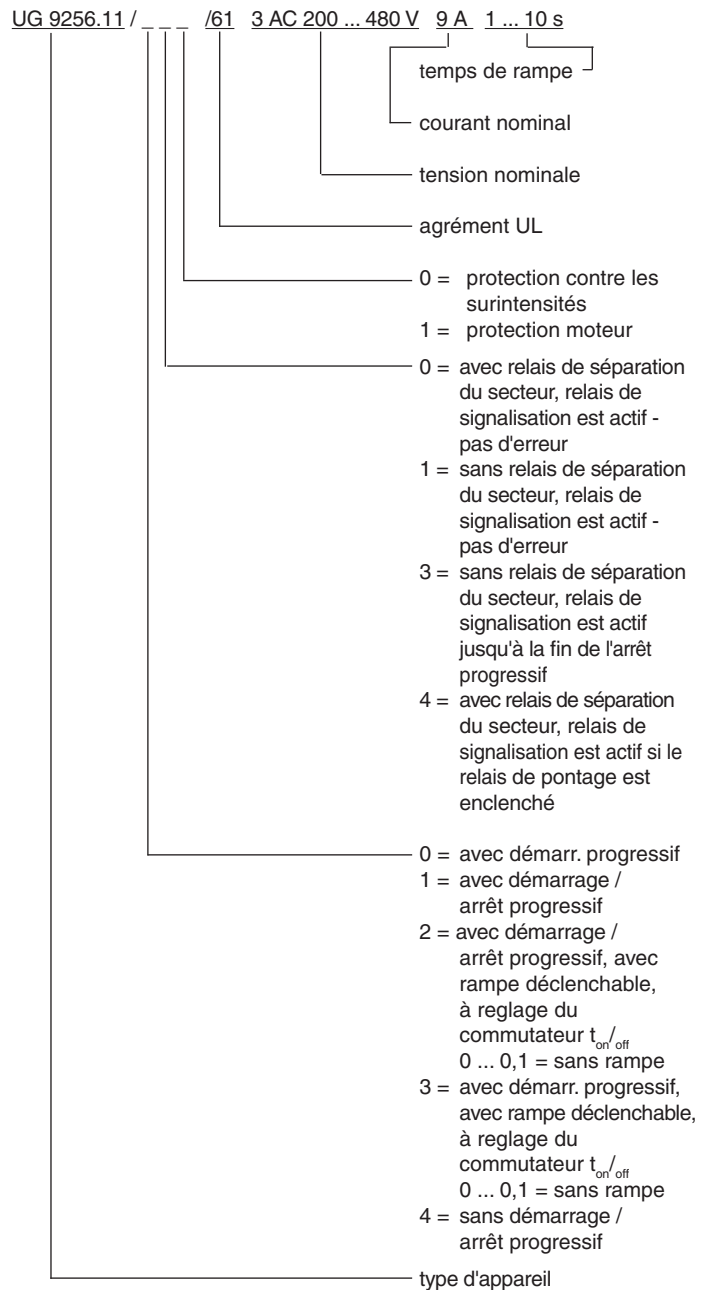 UG 9256.11 / _ _ _ /61 3 AC 200 ... 480 V 9 A 1 ... 10 s
temps de rampe
courant nominal
tension nominale
agrément UL
0 = protection contre les
surintensités
1 = protection moteur
0 = avec relais de séparation
du secteur, relais de
signalisation est actif -
pas d'erreur
1 = sans relais de séparation
du secteur, relais de
signalisation est actif -
pas d'erreur
3 = sans relais de séparation
du secteur, relais de
signalisation est actif
jusqu'à la fin de l'arrêt
progressif
4 = avec relais de séparation
du secteur, relais de
signalisation est actif si le
relais de pontage est
enclenché
0 = avec démarr. progressif
1 = avec démarrage /
arrêt progressif
2 = avec démarrage /
arrêt progressif, avec
rampe déclenchable,
à reglage du
commutateur ton/off
0 ... 0,1 = sans rampe
3 = avec démarr. progressif,
avec rampe déclenchable,
à reglage du
commutateur ton/off
0 ... 0,1 = sans rampe
4 = sans démarrage /
arrêt progressif
type d'appareil